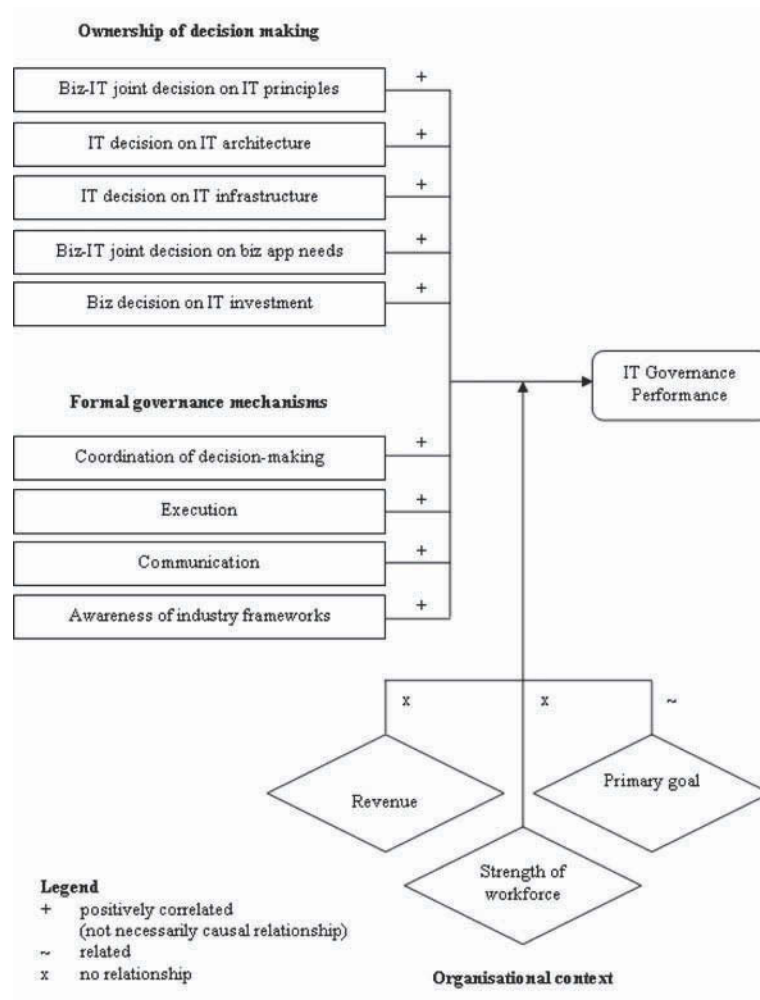 Ownership of decision making
Biz-IT joint decision on IT principles
+
IT decision on IT architecture
+
IT decision on IT infrastructure
+
Biz-IT joint decision on biz app needs
+
Biz decision on IT investment
+
IT Governance
Performance
Formal governance mechanisms
Coordination of decision-making
+
Execution
+
Communication
+
Awareness of industry frameworks
+
x
x
~
Revenue
Primary goal
Strength of
workforce
Legend
+ positively correlated
(not necessarily causal relationship)
~ related
x no relationship
Organisational context